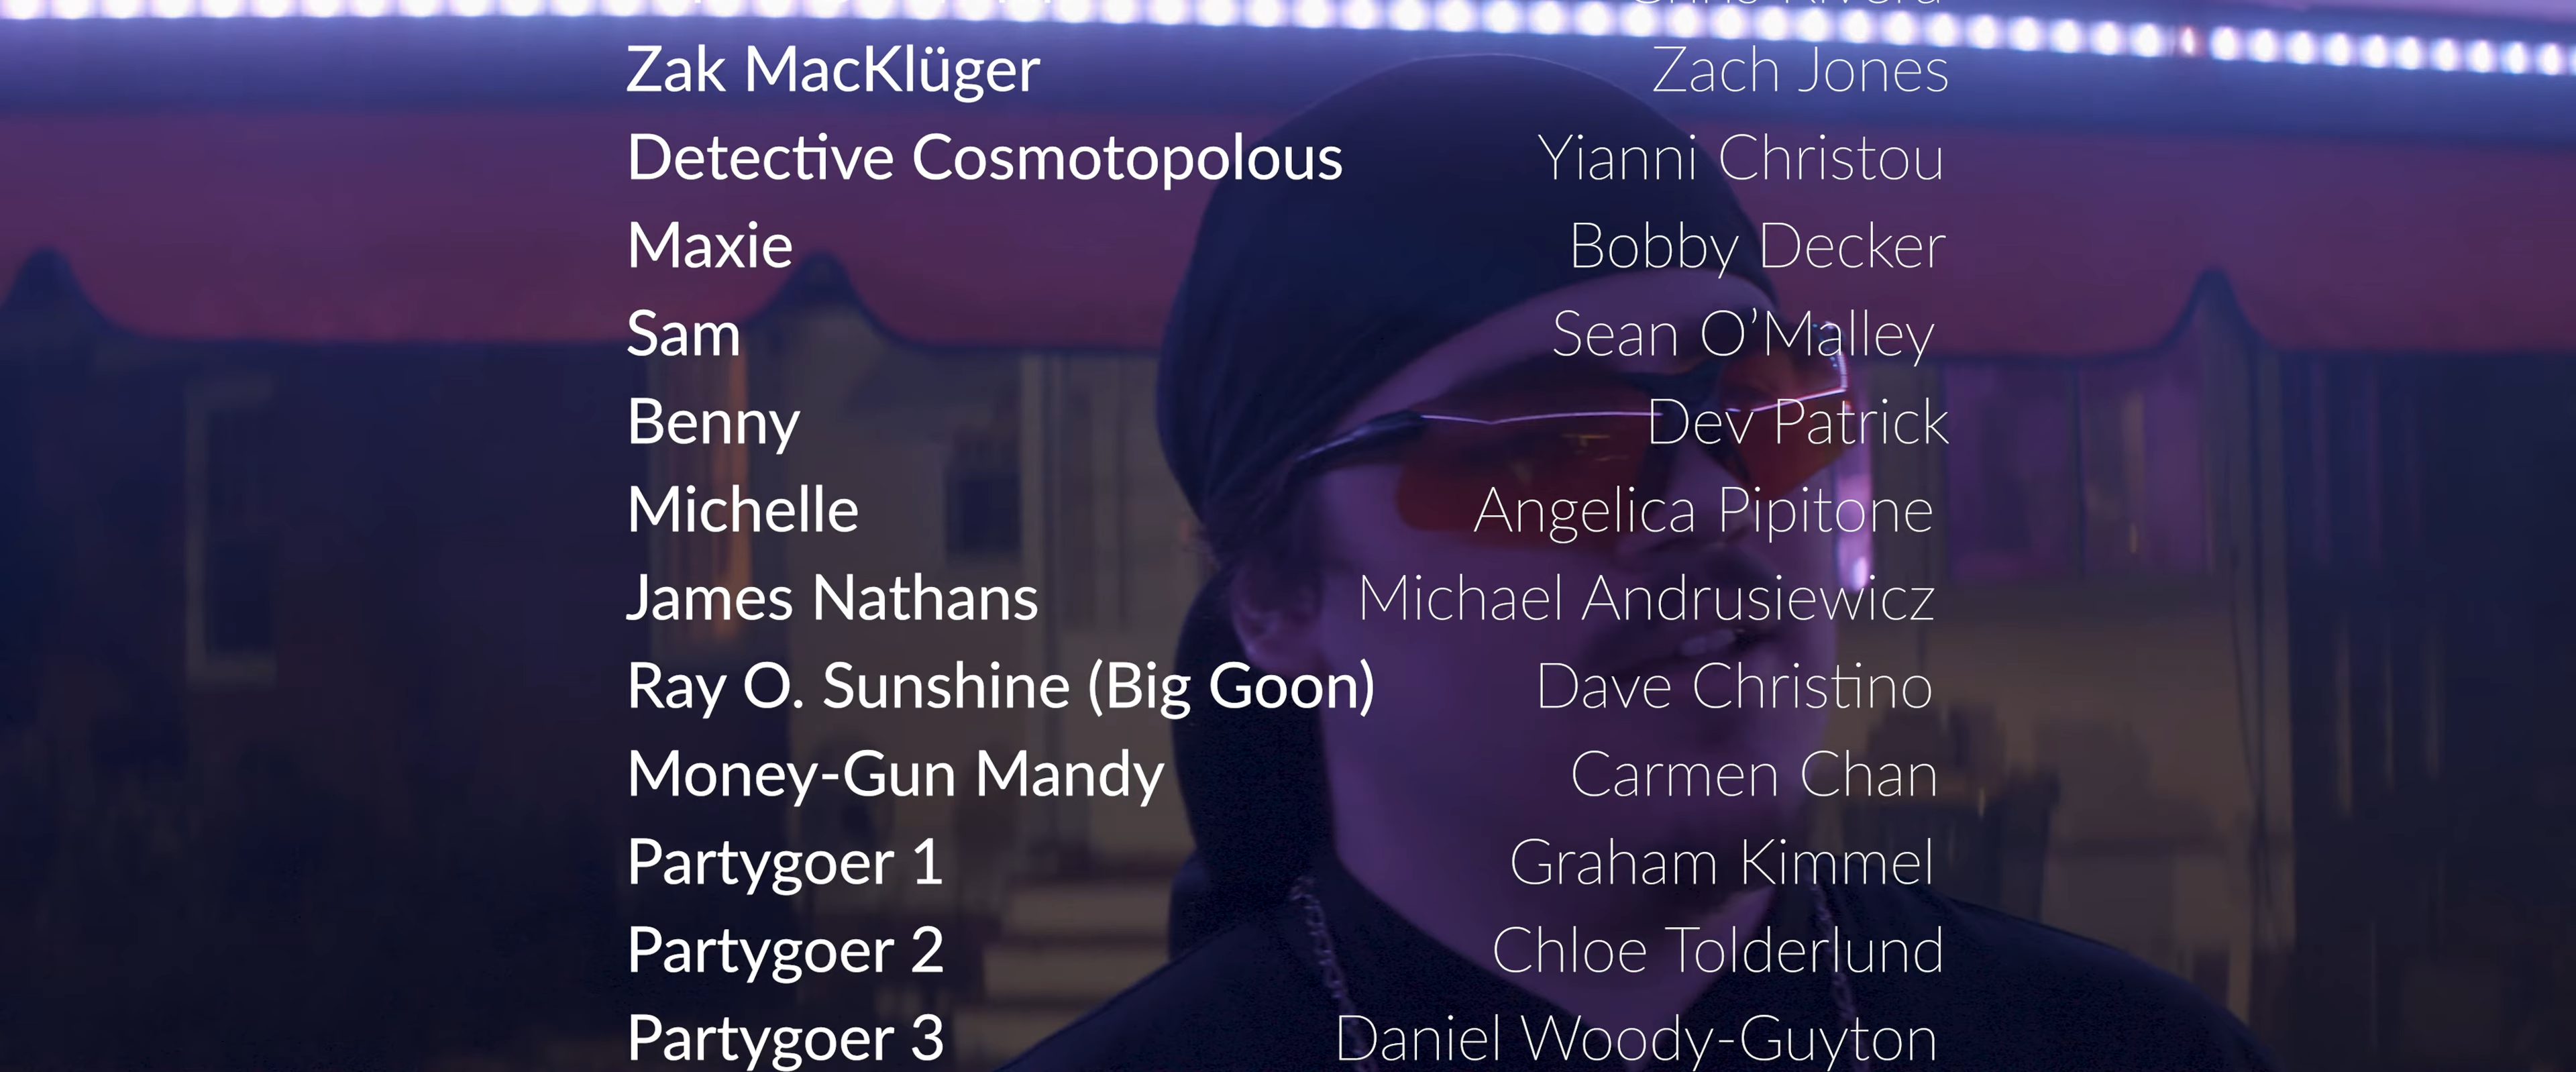 Zak MacKlüger Zach Jones
Detective Cosmotopolous Yianni Christou
Maxie Bobby Decker
Sam Sean O’Malley
Benny Dev Patrick
Michelle Angelica Pipitone
James Nathans Michael Andrusiewicz
Ray O. Sunshine (Big Goon) Dave Christino
Money-Gun Mandy Carmen Chan
Partygoer 1 Graham Kimmel
Partygoer 2 Chloe Tolderlund
Partygoer 3 Daniel Woody-Guyton